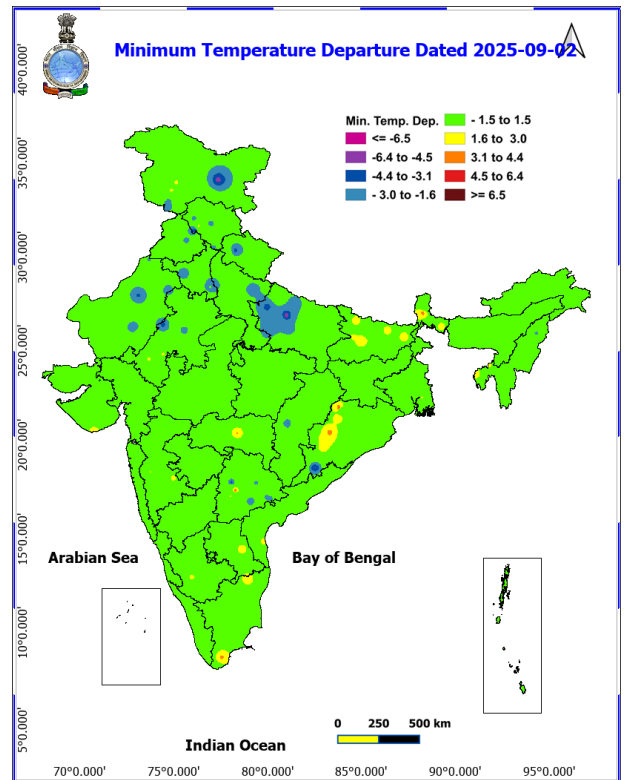 Minimum Temperature Departure Dated 2025-09-02
Min. Temp. Dep.
<= -6.5
-6.4 to -4.5
-4.4 to -3.1
- 3.0 to -1.6
- 1.5 to 1.5
1.6 to 3.0
3.1 to 4.4
4.5 to 6.4
>= 6.5
40°0.000'
35°0.000'
30°0.000'
25°0.000'
20°0.000'
15°0.000'
10°0.000'
5°0.000'
Arabian Sea
Bay of Bengal
Indian Ocean
0 250 500 km
70°0.000' 75°0.000' 80°0.000' 85°0.000' 90°0.000' 95°0.000'